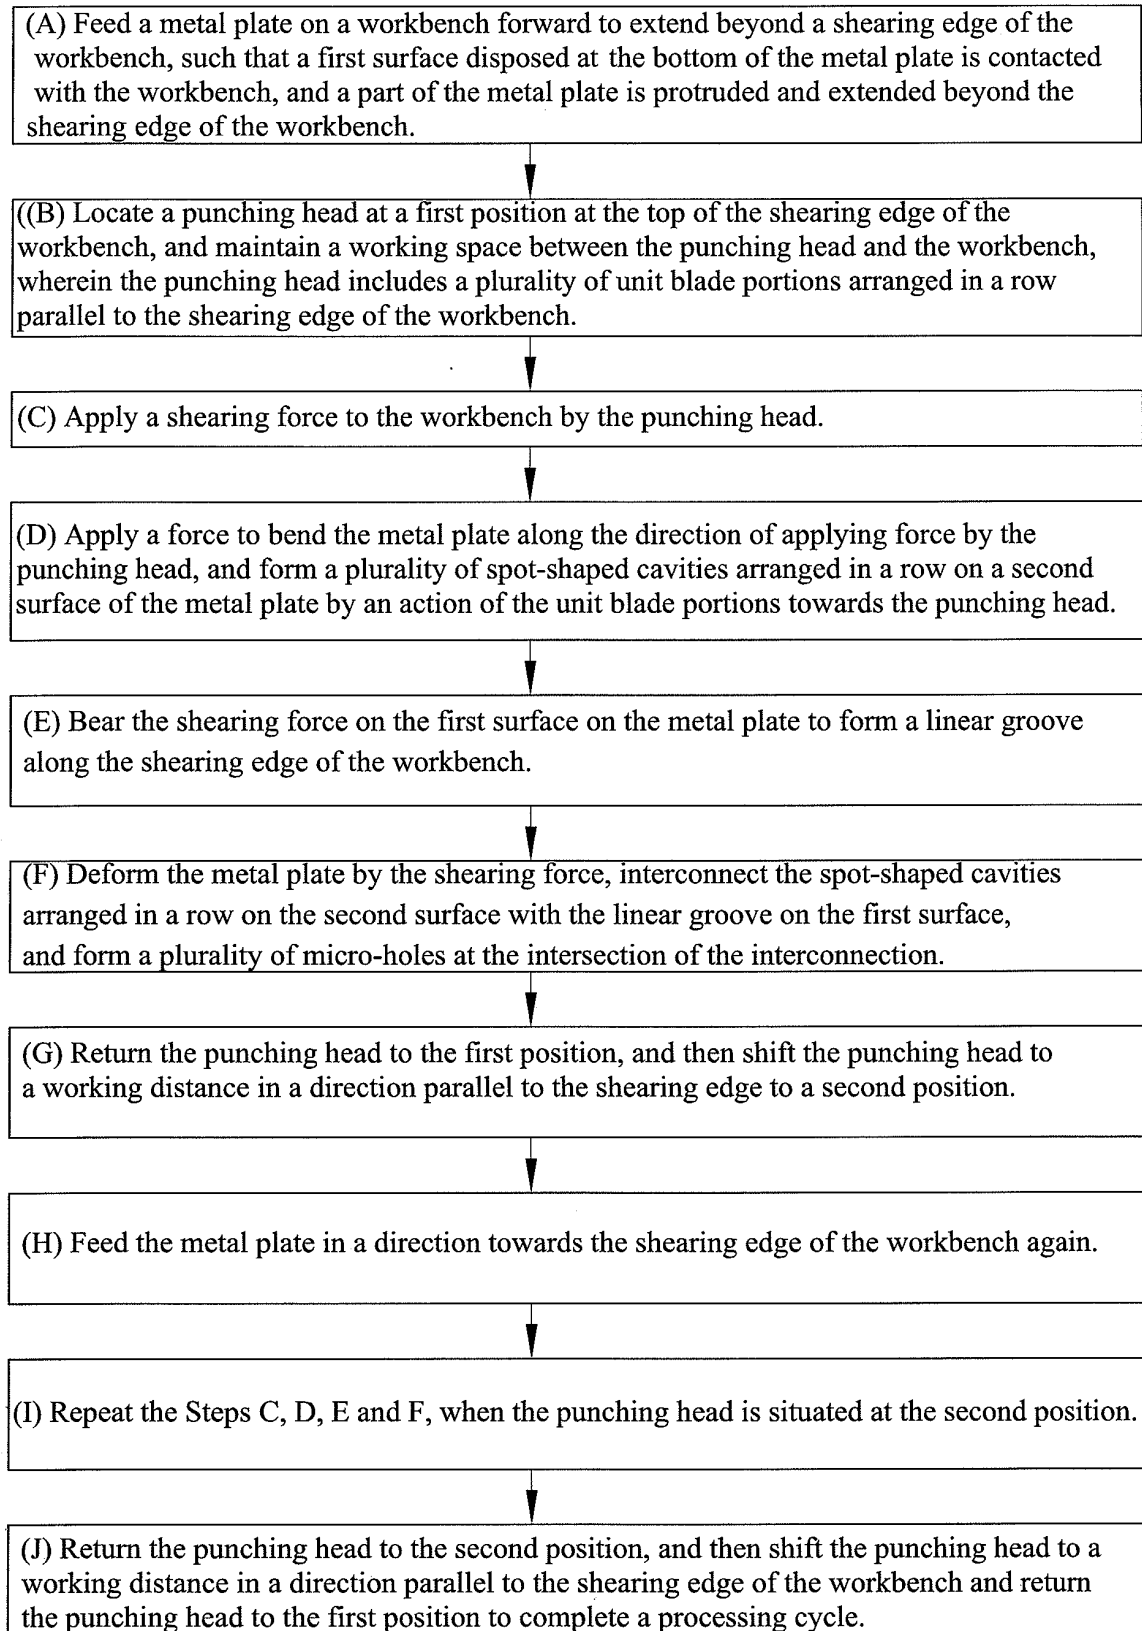 (A) Feed a metal plate on a workbench forward to extend beyond a shearing edge of the
workbench, such that a first surface disposed at the bottom of the metal plate is contacted
with the workbench, and a part of the metal plate is protruded and extended beyond the
shearing edge of the workbench.
((B) Locate a punching head at a first position at the top of the shearing edge of the
workbench, and maintain a working space between the punching head and the workbench,
wherein the punching head includes a plurality of unit blade portions arranged in a row
parallel to the shearing edge of the workbench.
(C) Apply a shearing force to the workbench by the punching head.
(D) Apply a force to bend the metal plate along the direction of applying force by the
punching head, and form a plurality of spot-shaped cavities arranged in a row on a second
surface of the metal plate by an action of the unit blade portions towards the punching head.
(E) Bear the shearing force on the first surface on the metal plate to form a linear groove
along the shearing edge of the workbench.
(F) Deform the metal plate by the shearing force, interconnect the spot-shaped cavities
arranged in a row on the second surface with the linear groove on the first surface,
and form a plurality of micro-holes at the intersection of the interconnection.
(G) Return the punching head to the first position, and then shift the punching head to
a working distance in a direction parallel to the shearing edge to a second position.
(H) Feed the metal plate in a direction towards the shearing edge of the workbench again.
(I) Repeat the Steps C, D, E and F, when the punching head is situated at the second position.
(J) Return the punching head to the second position, and then shift the punching head to a
working distance in a direction parallel to the shearing edge of the workbench and return
the punching head to the first position to complete a processing cycle.